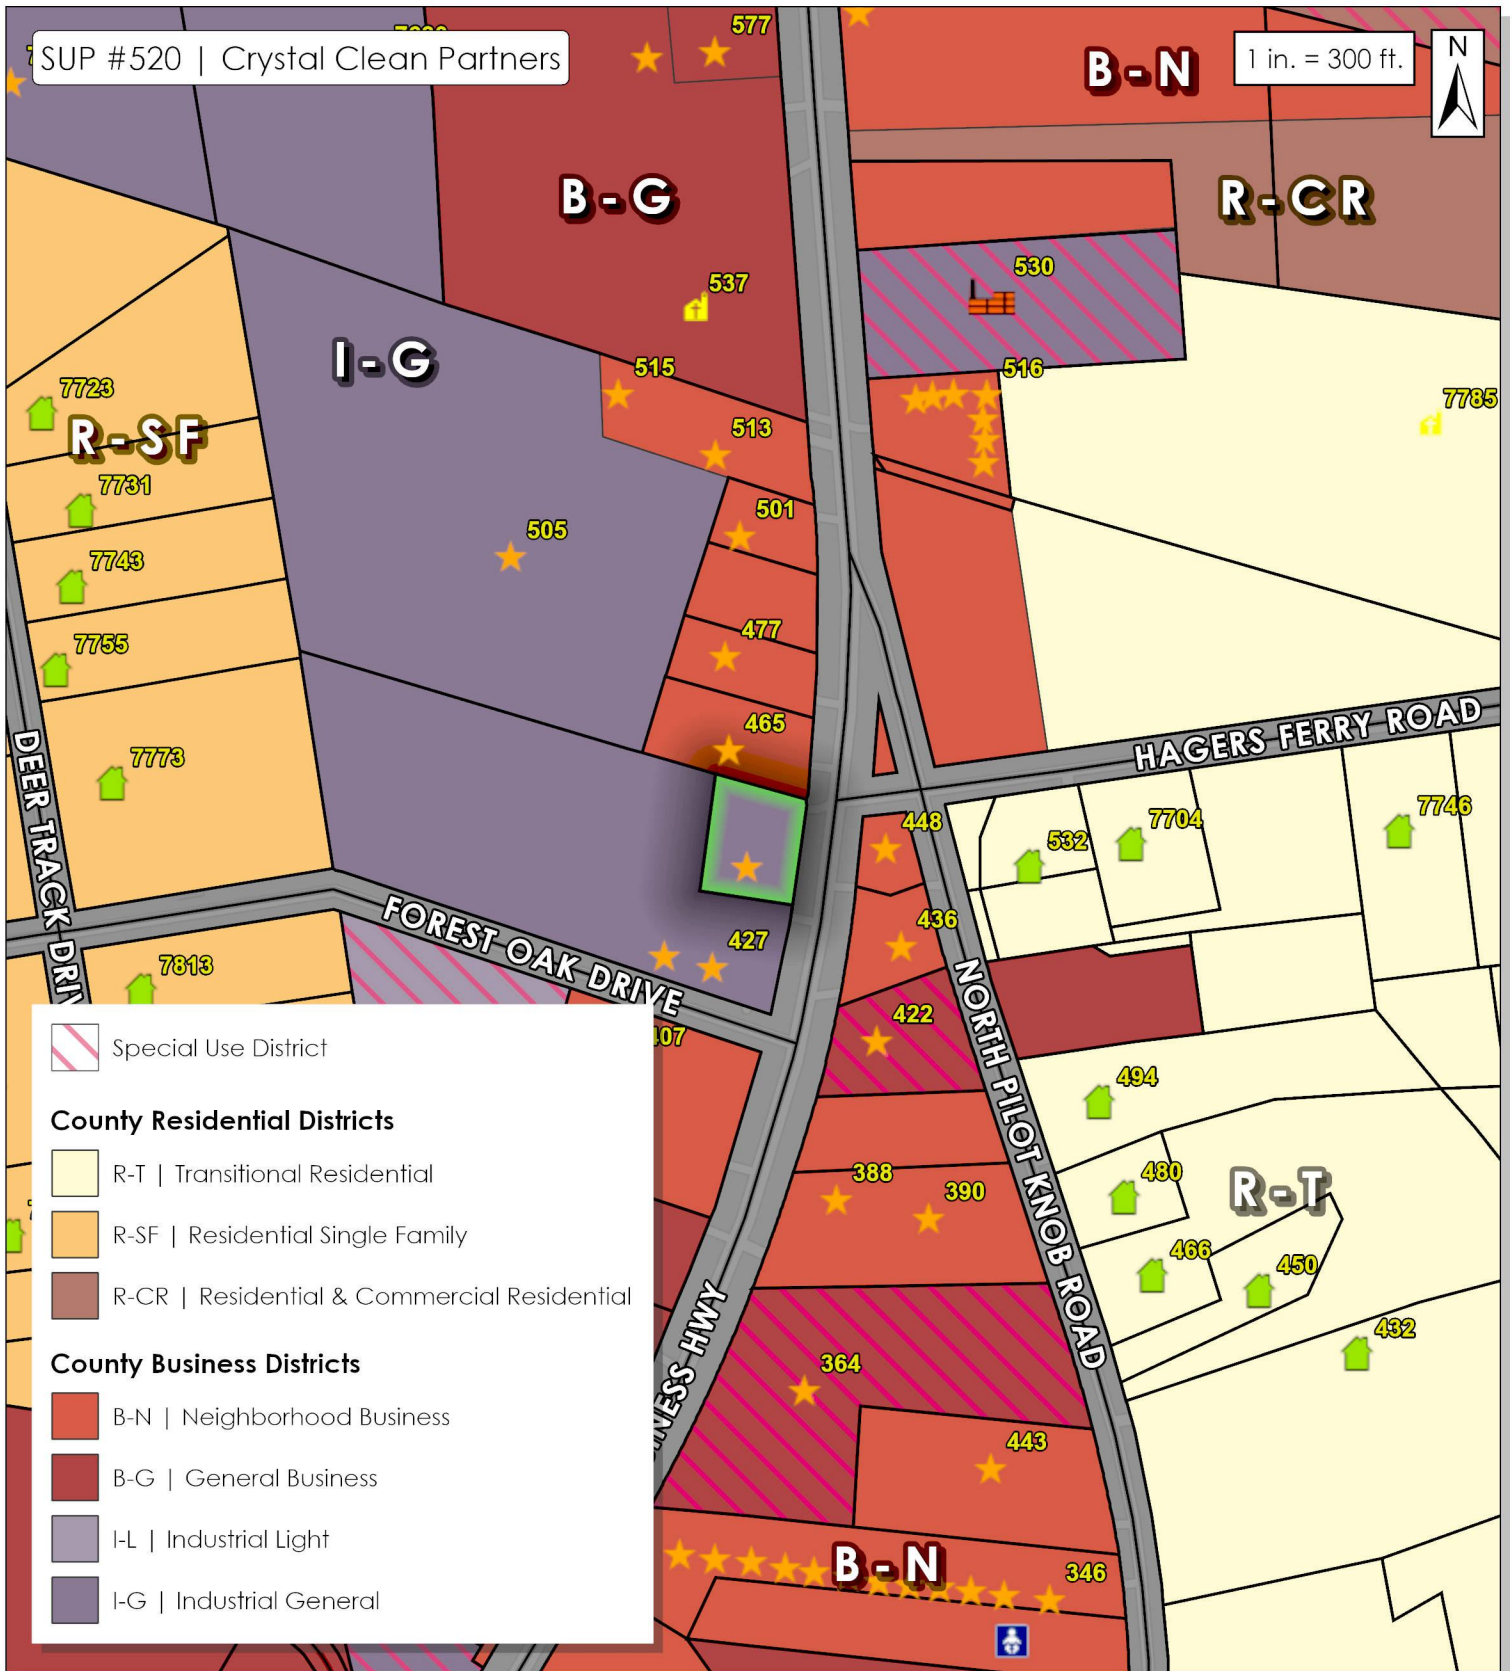 577
SUP #520 | Crystal Clean Partners
B - N
1 in. = 300 ft.
N
B - G
R - C R
530
537
I - G
515
516
7723
7785
R - S F
513
7731
501
505
7743
477
7755
465
HAGERS FERRY ROAD
7773
DEER TRACK DRIV
448
532
7704
7746
FOREST OAK DRIVE
427
436
7813
NORTH PILOT KNOB ROAD
422
407
494
388
390
480
R - T
466
450
432
NESS HWY
364
443
B - N
346
Special Use District
County Residential Districts
R-T | Transitional Residential
R-SF | Residential Single Family
R-CR | Residential & Commercial Residential
County Business Districts
B-N | Neighborhood Business
B-G | General Business
I-L | Industrial Light
I-G | Industrial General